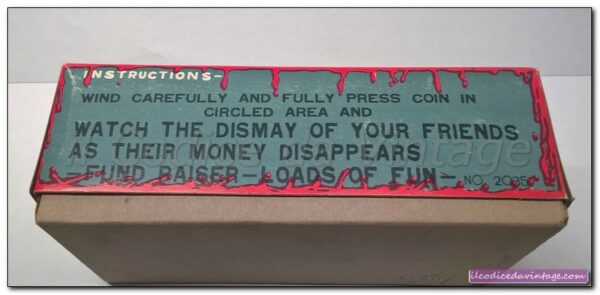 INSTRUCTIONS-
WIND CAREFULLY AND FULLY PRESS COIN IN
CIRCLED AREA AND
WATCH THE DISMAY OF YOUR FRIENDS
AS THEIR MONEY DISAPPEARS
-FUND RAISER-LOADS OF FUN- NO. 2035
ilcodicedavintage.com